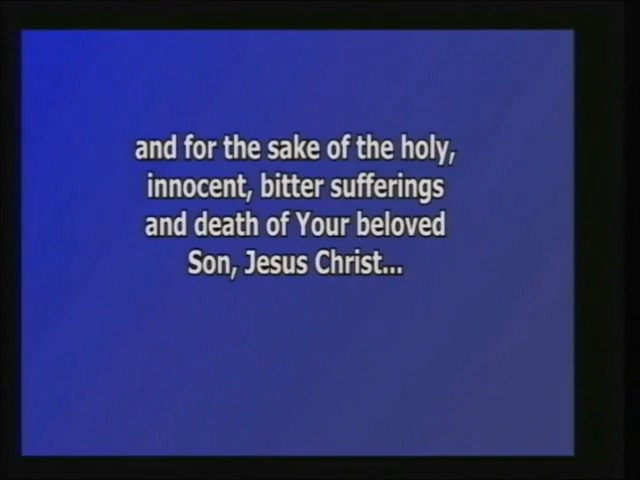 and for the sake of the holy,
innocent, bitter sufferings
and death of Your beloved
Son, Jesus Christ...